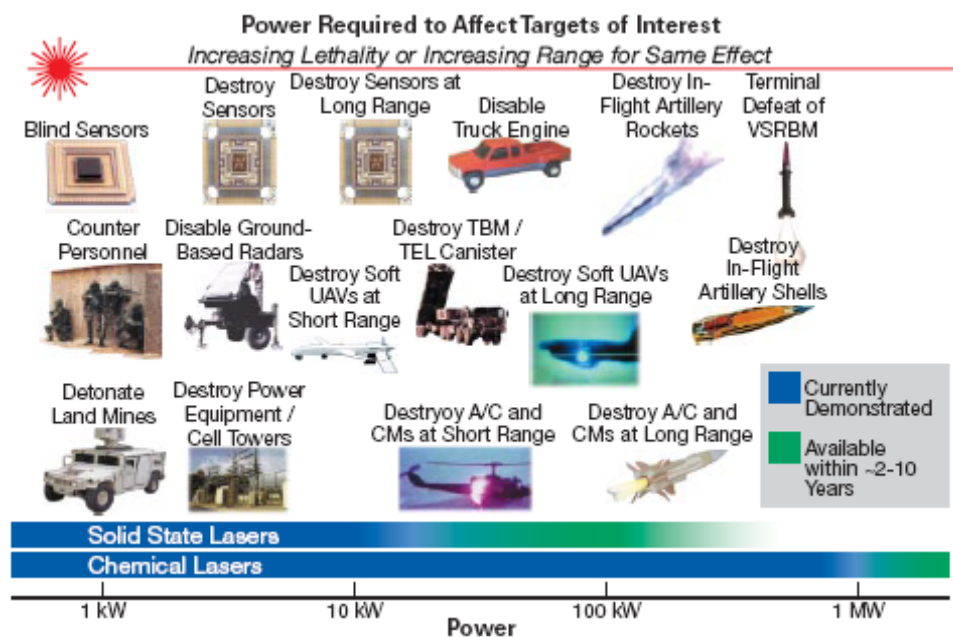 Power Required to Affect Targets of Interest
Increasing Lethality or Increasing Range for Same Effect
Blind Sensors
Destroy
Sensors
Destroy Sensors at
Long Range
Disable
Truck Engine
Destroy In-
Flight Artillery
Rockets
Terminal
Defeat of
VSRBM
Counter
Personnel
Disable Ground-
Based Radars
Destroy Soft
UAVs at
Short Range
Destroy TBM /
TEL Canister
Destroy Soft UAVs
at Long Range
Destroy
In-Flight
Artillery Shells
Detonate
Land Mines
Destroy Power
Equipment /
Cell Towers
Destryoy A/C and
CMs at Short Range
Destroy A/C and
CMs at Long Range
Currently
Demonstrated
Available
within ~2-10
Years
Solid State Lasers
Chemical Lasers
1 kW
10 kW
100 kW
1 MW
Power